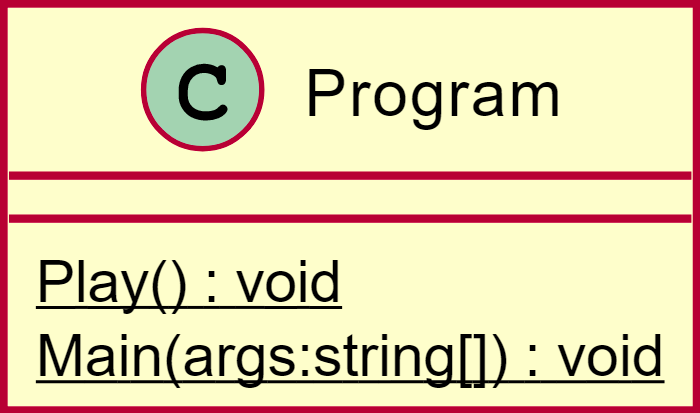 C Program
Play() : void
Main(args:string[]) : void